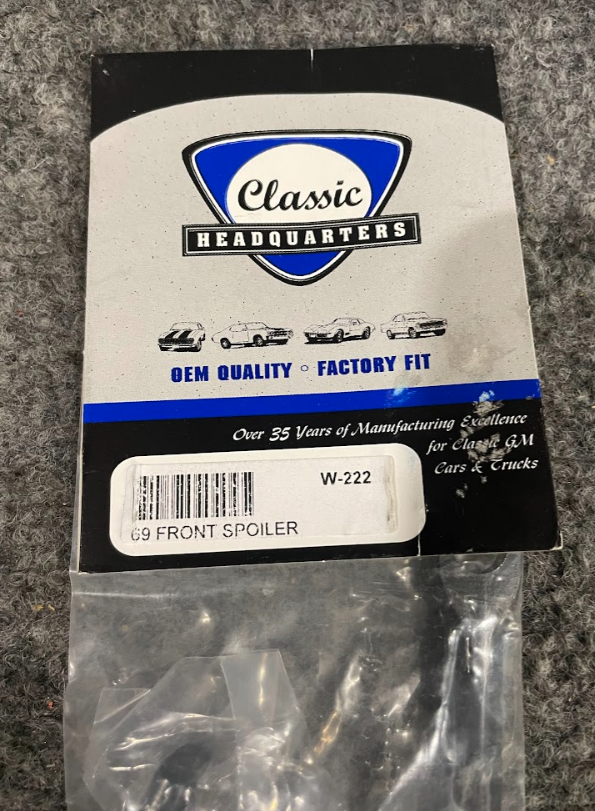 Classic
HEADQUARTERS
OEM QUALITY ○ FACTORY FIT
Over 35 Years of Manufacturing Excellence
for Classic GM
Cars & Trucks
W-222
69 FRONT SPOILER